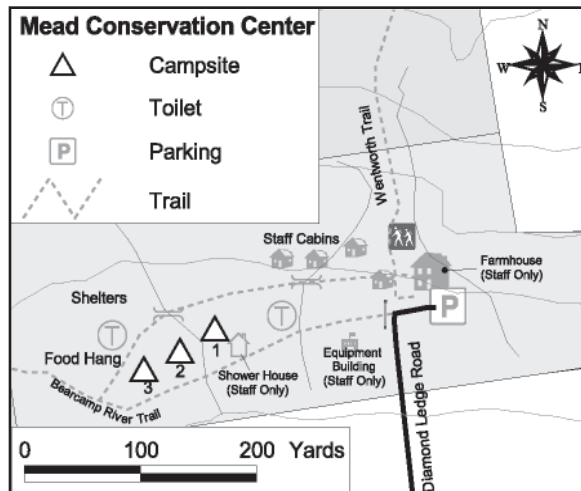 Mead Conservation Center
Campsite
T
Toilet
P
Parking
Trail
N
W
E
S
Wentworth Trail
Staff Cabins
Farmhouse
(Staff Only)
P
Shelters
T
T
Food Hang
1
2
3
Shower House
(Staff Only)
Equipment
Building
(Staff Only)
Bearcamp River Trail
Diamond Ledge Road
0 100 200 Yards